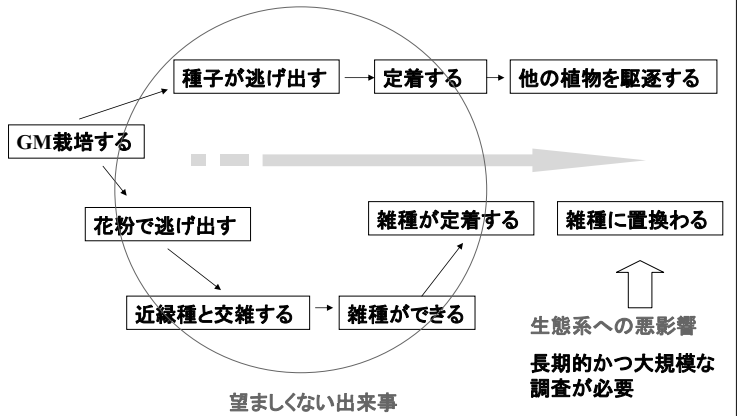 種子が逃げ出す
定着する
他の植物を駆逐する
GM栽培する
花粉で逃げ出す
雑種が定着する
雑種に置換わる
近縁種と交雑する
雑種ができる
生態系への悪影響
長期的かつ大規模な
調査が必要
望ましくない出来事